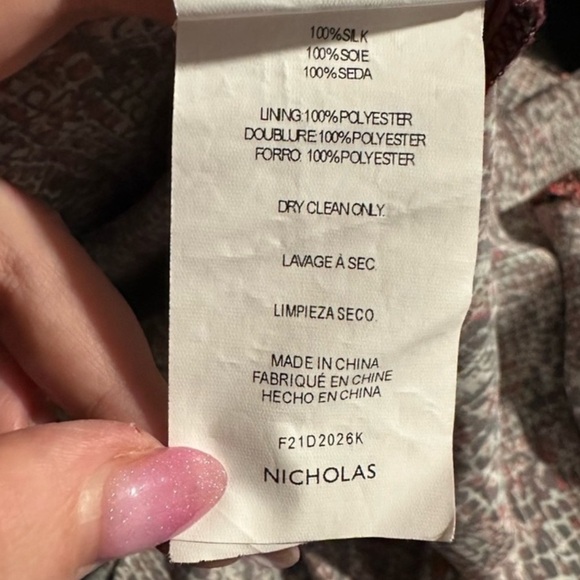 100% SILK
100% SOIE
100% SEDA
LINING: 100% POLYESTER
DOUBLURE: 100% POLYESTER
FORRO: 100% POLYESTER
DRY CLEAN ONLY.
LAVAGE À SEC.
LIMPIEZA SECO.
MADE IN CHINA
FABRIQUÉ EN CHINE
HECHO EN CHINA
F21D2026K
NICHOLAS